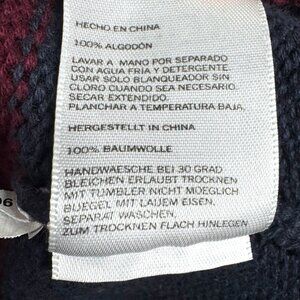 HECHO EN CHINA
100% ALGODÓN
LAVAR A MANO POR SEPARADO
CON AGUA FRÍA Y DETERGENTE
USAR SÓLO BLANQUEADOR SIN
CLORO CUANDO SEA NECESARIO.
SECAR EXTENDIDO.
PLANCHAR A TEMPERATURA BAJA.
HERGESTELLT IN CHINA
100% BAUMWOLLE
HANDWAESCHE BEI 30 GRAD
BLEICHEN ERLAUBT TROCKNEN
MIT TUMBLER NICHT MOEGLICH
BUEGEL MIT LAUEM EISEN.
SEPARAT WASCHEN.
ZUM TROCKNEN FLACH HINLEGEN